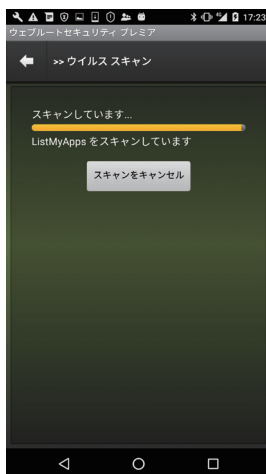 17:23
ウェブルートセキュリティ プレミア
>> ウイルス スキャン
スキャンしています...
ListMyApps をスキャンしています
スキャンをキャンセル